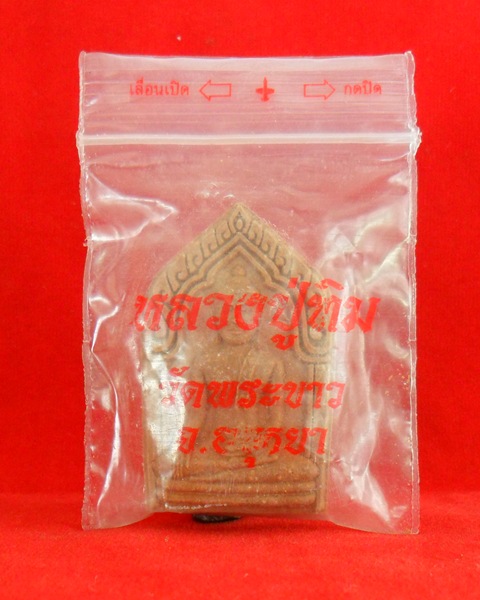 เลื่อนเปิด กดปิด
หลวงปู่ทิม
วัดพระขาว
จ.อยุธยา